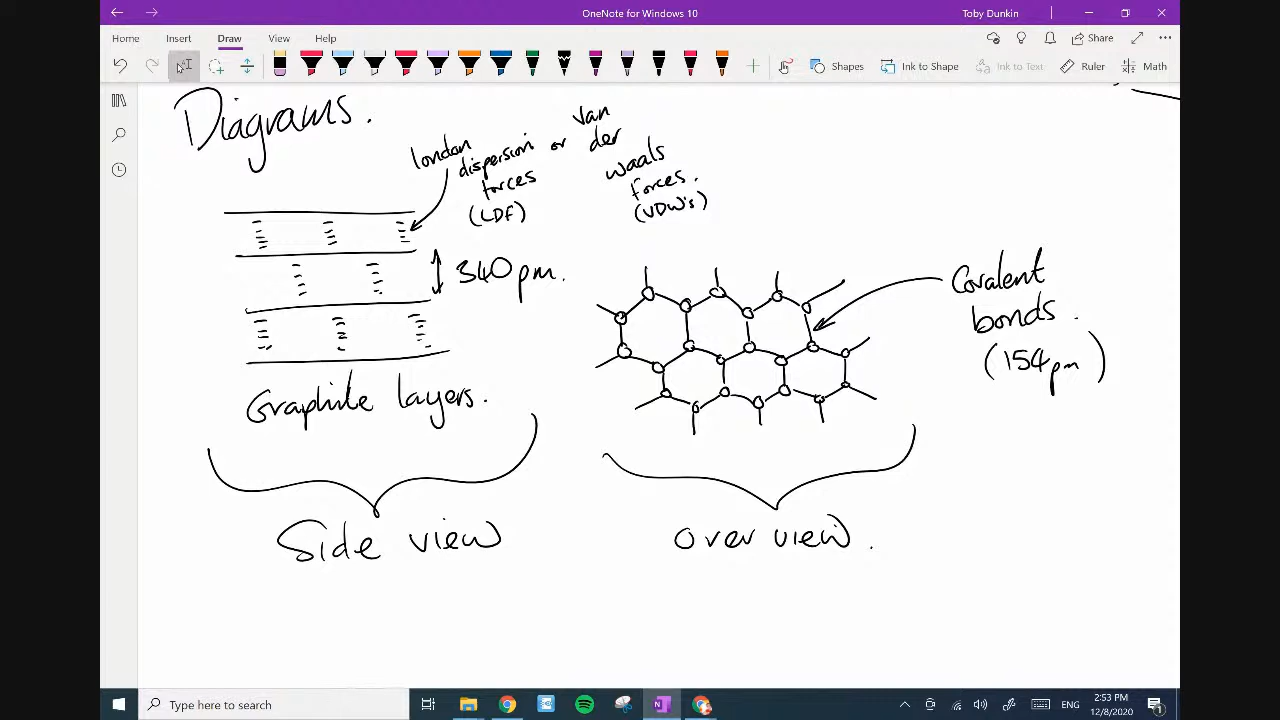 OneNote for Windows 10
Toby Dunkin
Home Insert Draw View Help
Share
Shapes
Ink to Shape
Ink to Text
Ruler
Math
Diagrams.
london
dispersion
forces
(LDF)
or
van
der
waals
forces.
(VDW's)
340pm.
Graphite layers.
Covalent
bonds.
(154pm)
Side view
Over view.
Type here to search
ENG
2:53 PM
12/8/2020